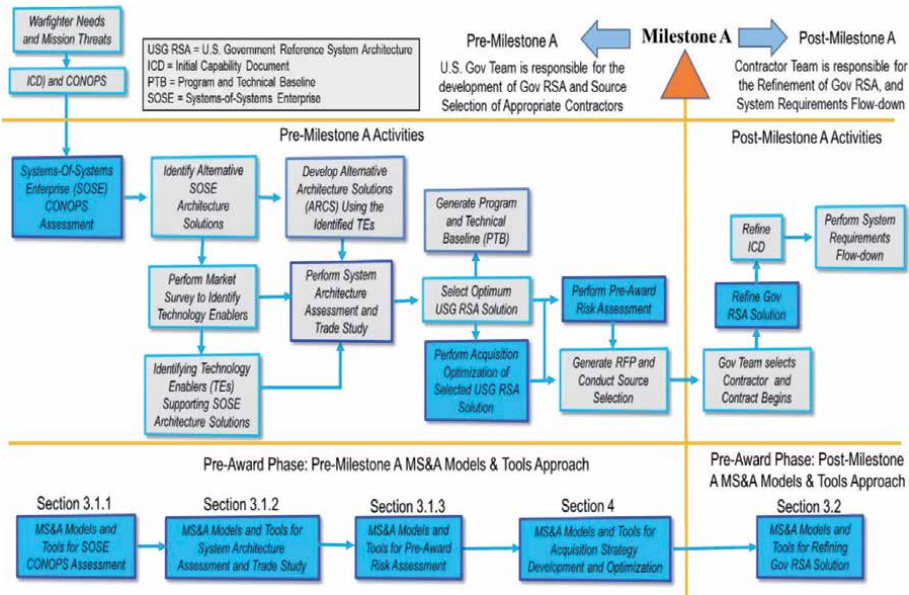 Warfighter Needs
and Mission Threats
ICD) and CONOPS
USG RSA = U.S. Government Reference System Architecture
ICD = Initial Capability Document
PTB = Program and Technical Baseline
SOSE = Systems-of-Systems Enterprise
Pre-Milestone A
Milestone A
Post-Milestone A
U.S. Gov Team is responsible for the
development of Gov RSA and Source
Selection of Appropriate Contractors
Contractor Team is responsible
for the
Refinement of Gov RSA, and
System Requirements Flow-down
Pre-Milestone A Activities
Post-Milestone A Activities
Systems-Of-Systems
Enterprise (SOSE)
CONOPS
Assessment
Identify Alternative
SOSE
Architecture
Solutions
Develop Alternative
Architecture Solutions
(ARCS) Using the
Identified TEs
Generate Program
and Technical
Baseline (PTB)
Refine
ICD
Perform System
Requirements
Flow-down
Perform Market
Survey to Identify
Technology Enablers
Perform System
Architecture
Assessment and
Trade Study
Select Optimum
USG RSA Solution
Perform Pre-Award
Risk Assessment
Refine Gov
RSA Solution
Identifying Technology
Enablers (TEs)
Supporting SOSE
Architecture Solutions
Perform Acquisition
Optimization of
Selected USG RSA
Solution
Generate RFP and
Conduct Source
Selection
Gov Team selects
Contractor and
Contract Begins
Pre-Award Phase: Pre-Milestone A MS&A Models & Tools Approach
Pre-Award Phase: Post-Milestone
A MS&A Models & Tools Approach
Section 3.1.1
Section 3.1.2
Section 3.1.3
Section 4
Section 3.2
MS&A Models and
Tools for SOSE
CONOPS Assessment
MS&A Models and Tools for
System Architecture
Assessment and Trade Study
MS&A Models and
Tools for Pre-Award
Risk Assessment
MS&A Models and Tools for
Acquisition Strategy
Development and Optimization
MS&A Models and
Tools for Refining
Gov RSA Solution